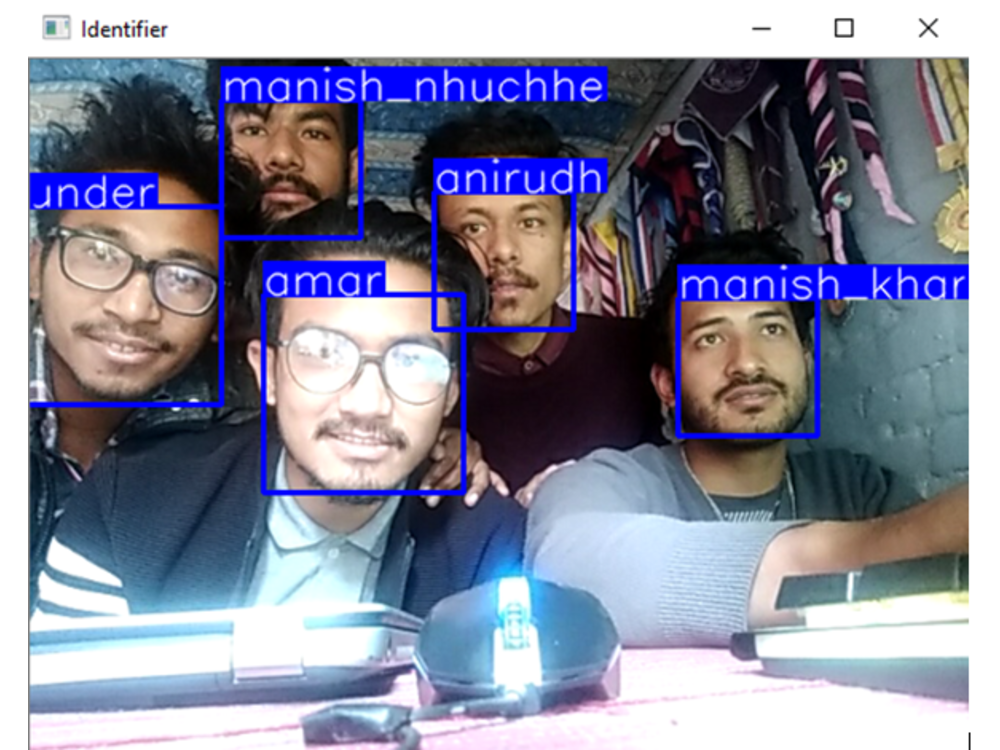 Identifier
manish_nhuchhe
under
anirudh
amar
manish_khar